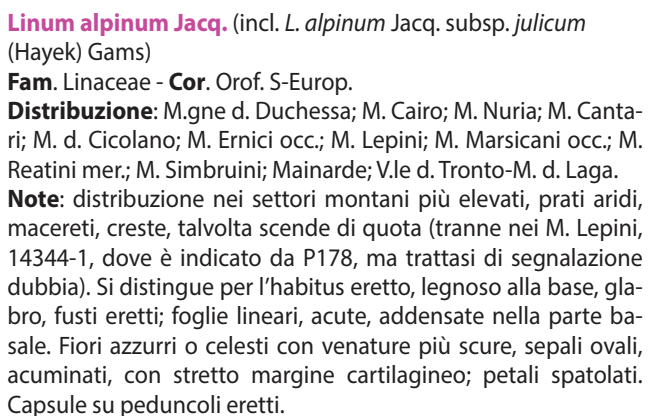 Linum alpinum Jacq. (incl. L. alpinum Jacq. subsp. julicum
(Hayek) Gams)
Fam. Linaceae - Cor. Orof. S-Europ.
Distribuzione: M.gne d. Duchessa; M. Cairo; M. Nuria; M. Canta-
ri; M. d. Cicolano; M. Ernici occ.; M. Lepini; M. Marsicani occ.; M.
Reatini mer.; M. Simbruini; Mainarde; V.le d. Tronto-M. d. Laga.
Note: distribuzione nei settori montani più elevati, prati aridi,
macereti, creste, talvolta scende di quota (tranne nei M. Lepini,
14344-1, dove è indicato da P178, ma trattasi di segnalazione
dubbia). Si distingue per l'habitus eretto, legnoso alla base, gla-
bro, fusti eretti; foglie lineari, acute, addensate nella parte ba-
sale. Fiori azzurri o celesti con venature più scure, sepali ovali,
acuminati, con stretto margine cartilagineo; petali spatolati.
Capsule su peduncoli eretti.